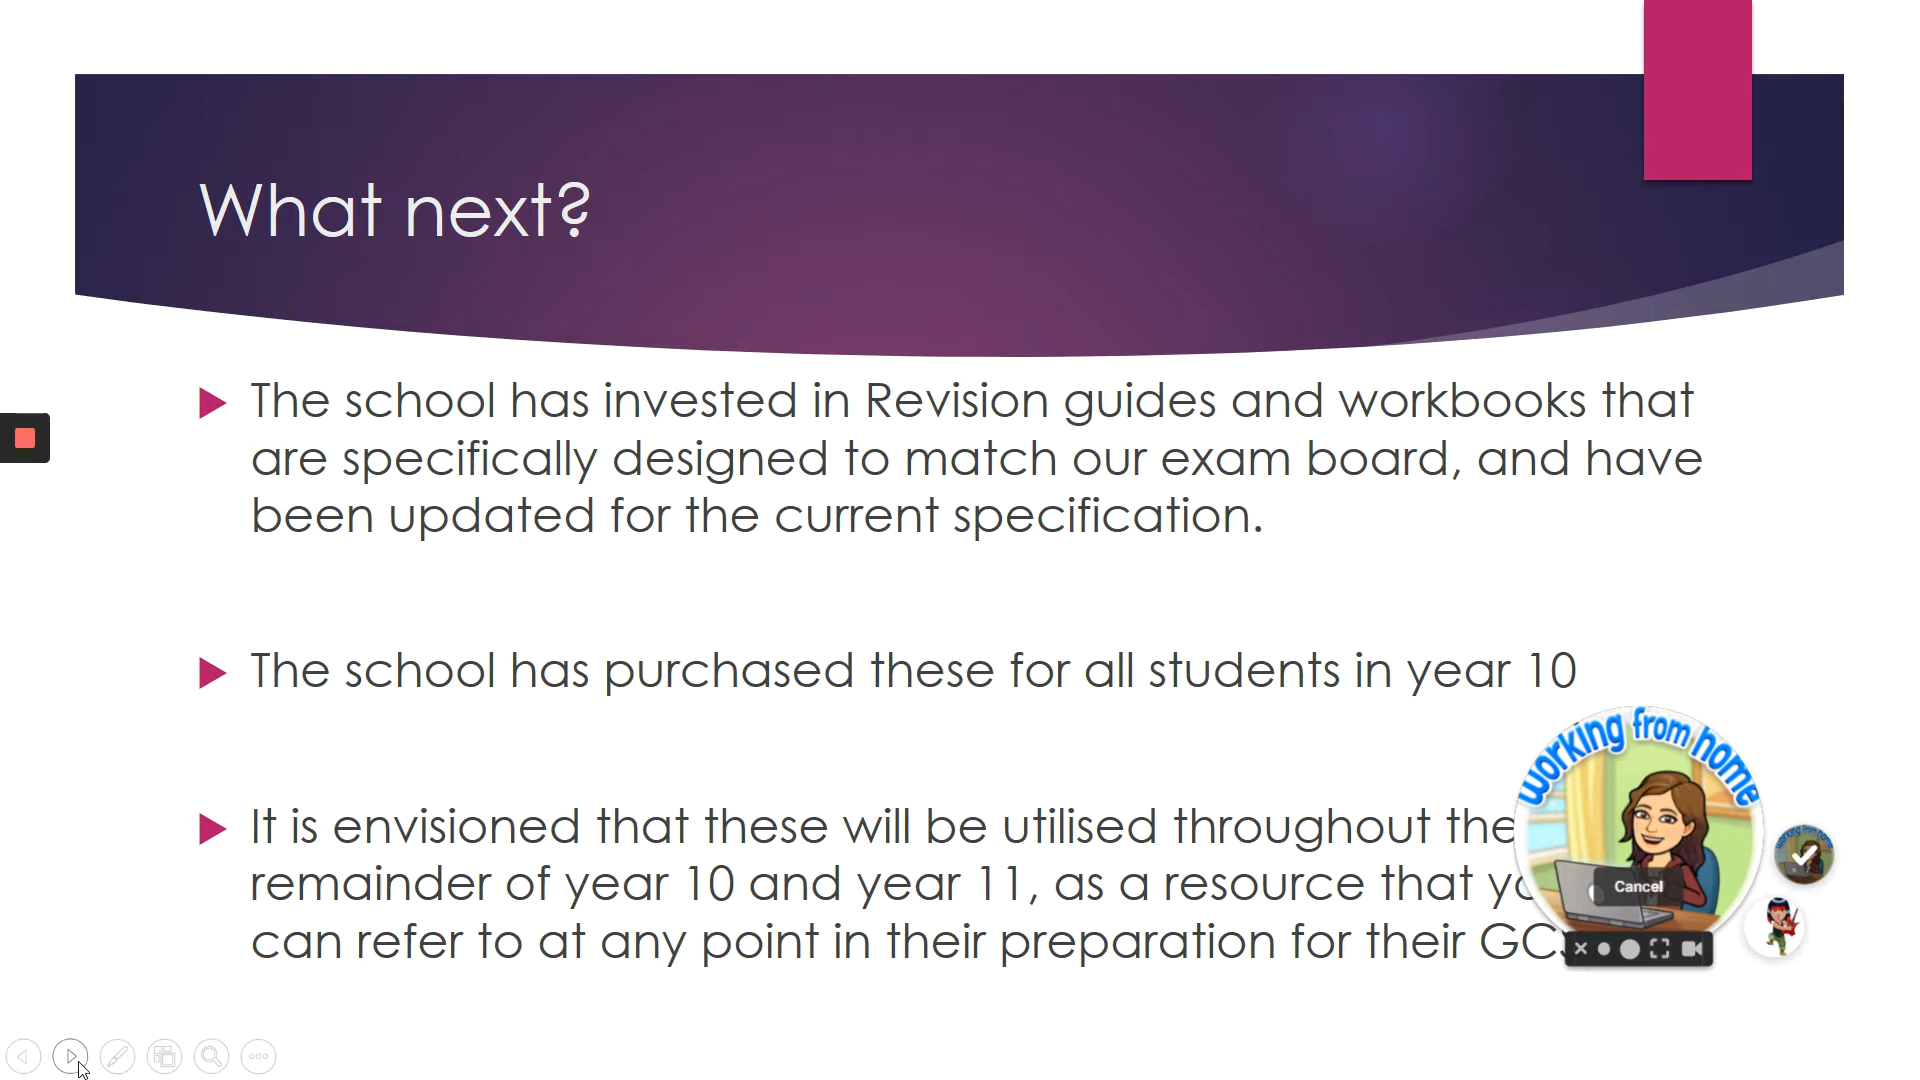 What next?
The school has invested in Revision guides and workbooks that
are specifically designed to match our exam board, and have
been updated for the current specification.
The school has purchased these for all students in year 10
It is envisioned that these will be utilised throughout the
remainder of year 10 and year 11, as a resource that
can refer to at any point in their preparation for their
working from home
Cancel